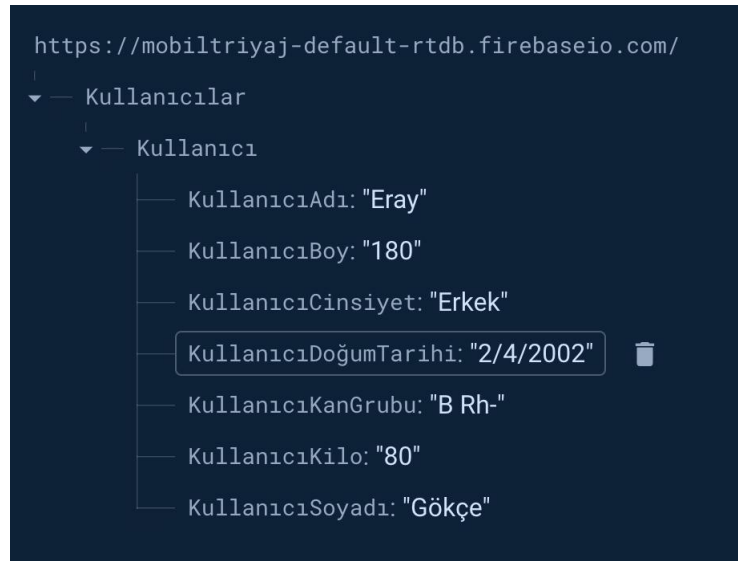 https://mobiltriyaj-default-rtdb.firebaseio.com/
Kullanıcılar
Kullanıcı
KullanıcıAdı: "Eray"
KullanıcıBoy: "180"
KullanıcıCinsiyet: "Erkek"
KullanıcıDoğumTarihi: "2/4/2002"
KullanıcıKanGrubu: "B Rh-"
KullanıcıKilo: "80"
KullanıcıSoyadı: "Gökçe"